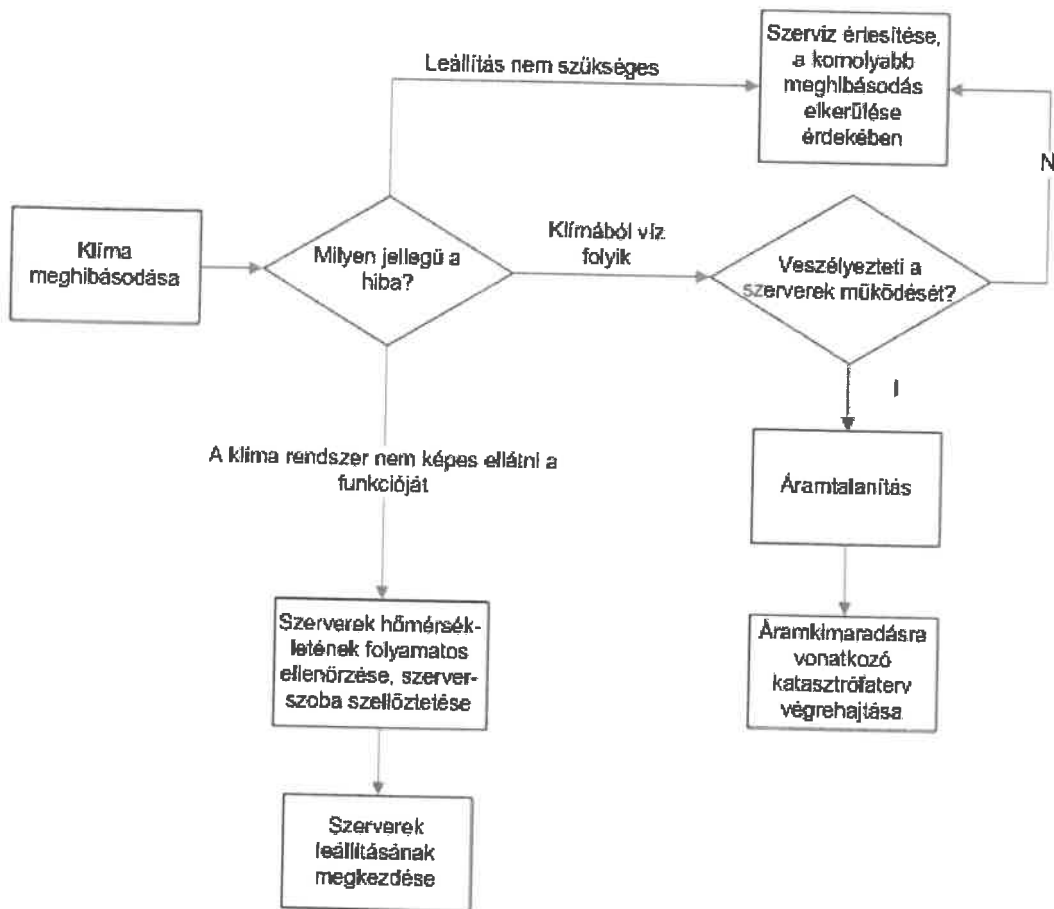 Szerviz értesítése,
a komolyabb
meghibásodás
elkerülése
érdekében
Leállítás nem szükséges
N
Klíma
meghibásodása
Milyen jellegű a
hiba?
Klímából víz
folyik
Veszélyezteti a
szerverek működését?
I
A klíma rendszer nem képes ellátni a
funkcióját
Áramtalanítás
Szerverek hőmérsék-
letének folyamatos
ellenőrzése, szerver-
szoba szellőztetése
Áramkimaradásra
vonatkozó
katasztrófaterv
végrehajtása
Szerverek
leállításának
megkezdése